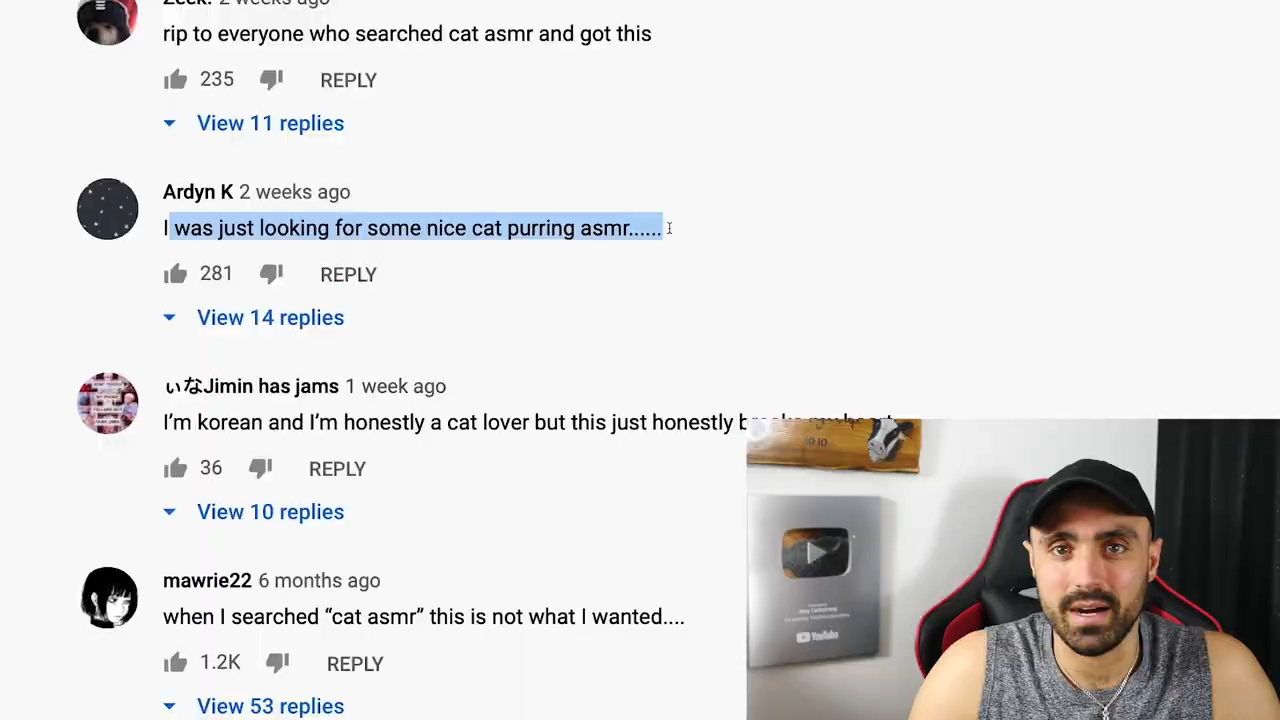 Zeek. 2 weeks ago
rip to everyone who searched cat asmr and got this
235 REPLY
View 11 replies
Ardyn K 2 weeks ago
I was just looking for some nice cat purring asmr......
281 REPLY
View 14 replies
ぃなJimin has jams 1 week ago
I’m korean and I’m honestly a cat lover but this just honestly
36 REPLY
View 10 replies
mawrie22 6 months ago
when I searched “cat asmr” this is not what I wanted....
1.2K REPLY
View 53 replies
YouTube